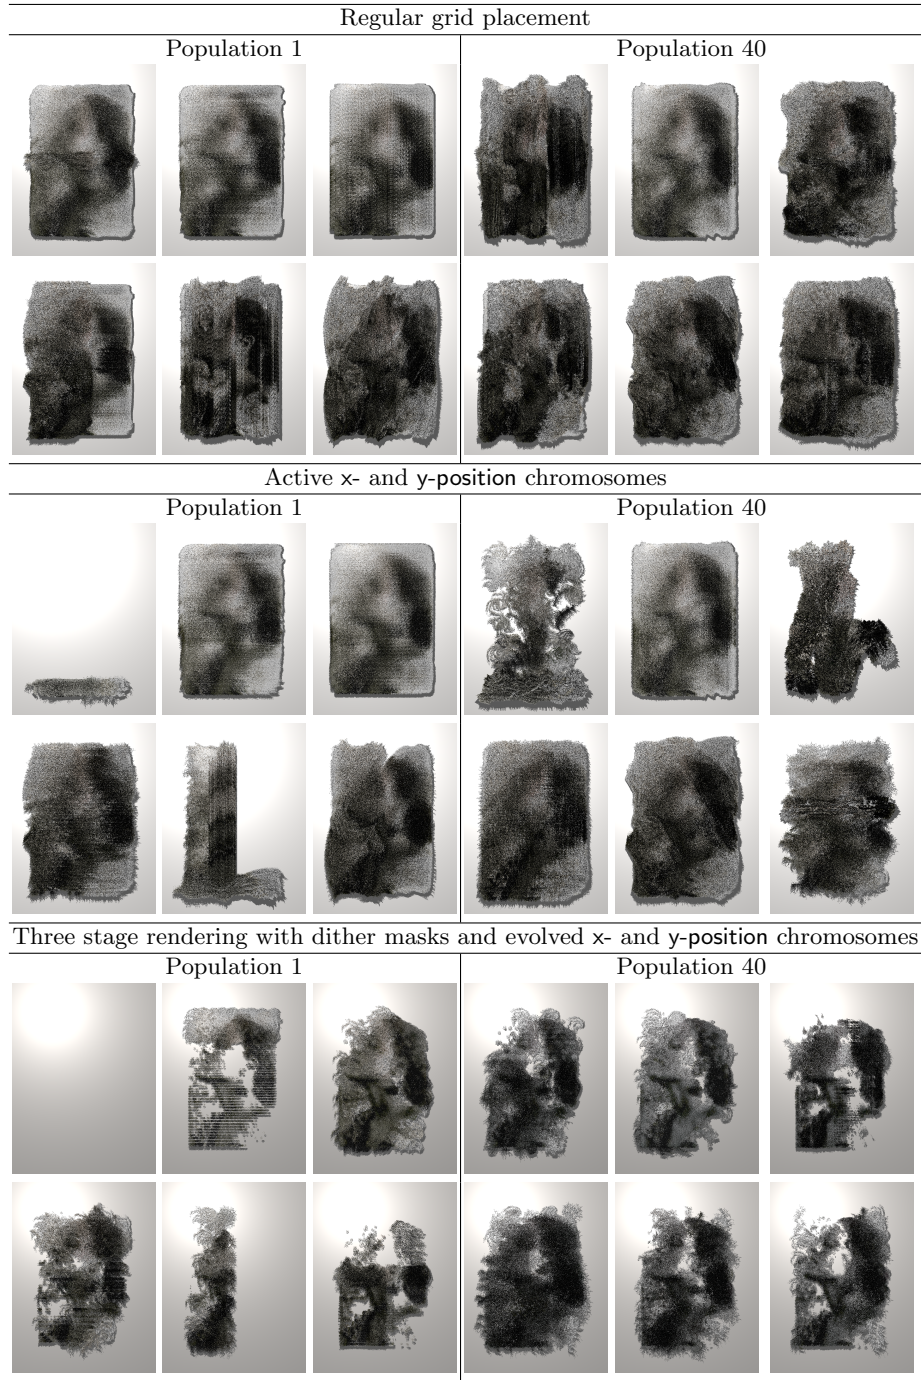 Regular grid placement
Population 1 Population 40
Active x- and y-position chromosomes
Population 1 Population 40
Three stage rendering with dither masks and evolved x- and y-position chromosomes
Population 1 Population 40